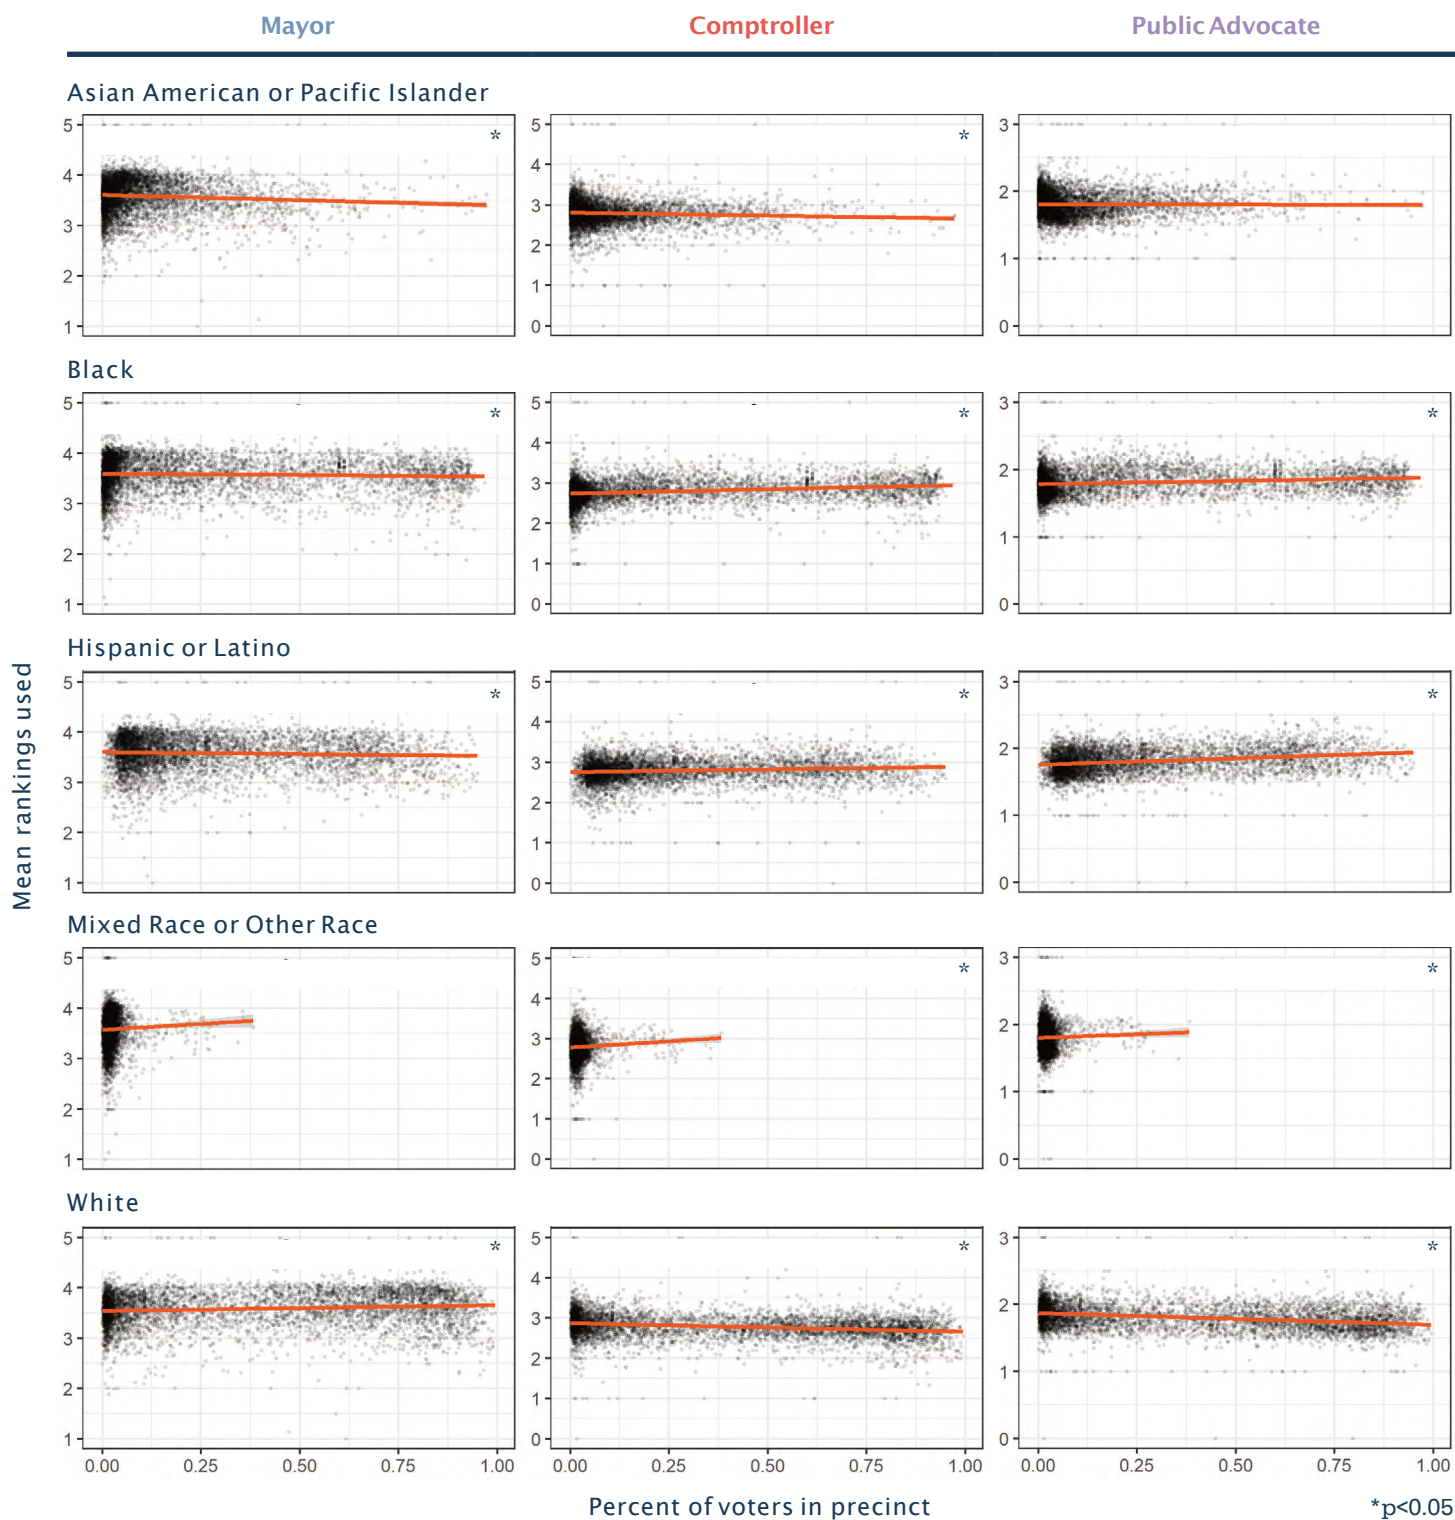 Mayor Comptroller Public Advocate
Asian American or Pacific Islander
5 4 3 2 1 *
5 4 3 2 1 0 *
3 2 1 0
Black
5 4 3 2 1 *
5 4 3 2 1 0 *
3 2 1 0 *
Hispanic or Latino
5 4 3 2 1 *
5 4 3 2 1 0 *
3 2 1 0 *
Mean rankings used
Mixed Race or Other Race
5 4 3 2 1
5 4 3 2 1 0 *
3 2 1 0 *
White
5 4 3 2 1 *
5 4 3 2 1 0 *
3 2 1 0 *
0.00 0.25 0.50 0.75 1.00 0.00 0.25 0.50 0.75 1.00 0.00 0.25 0.50 0.75 1.00
Percent of voters in precinct
*p<0.05